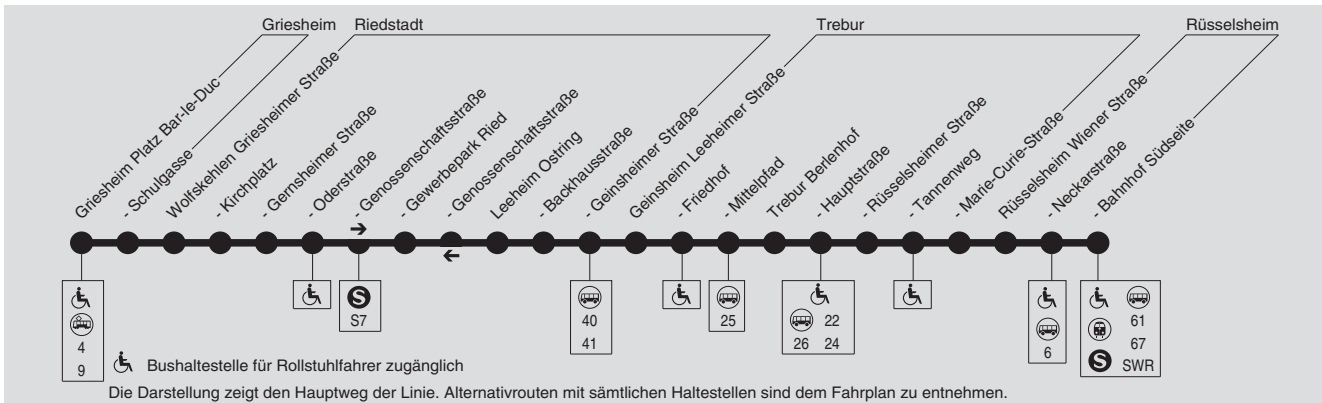 Griesheim Riedstadt Trebur Rüsselsheim
Griesheim Platz Bar-le-Duc
- Schulgasse
Wolfskehlen Griesheimer Straße
- Kirchplatz
- Gernsheimer Straße
- Oderstraße
- Genossenschaftsstraße
- Gewerbepark Ried
- Genossenschaftsstraße
Leeheim Ostring
- Backhausstraße
- Geinsheimer Straße
Geinsheim Leeheimer Straße
- Friedhof
- Mittelpfad
Trebur Berlenhof
- Hauptstraße
- Rüsselsheimer Straße
- Tannenweg
- Marie-Curie-Straße
Rüsselsheim Wiener Straße
- Neckarstraße
- Bahnhof Südseite
4
9
S
S7
40
41
25
22
26 24
6
61
67
S SWR
Bushaltestelle für Rollstuhlfahrer zugänglich
Die Darstellung zeigt den Hauptweg der Linie. Alternativrouten mit sämtlichen Haltestellen sind dem Fahrplan zu entnehmen.